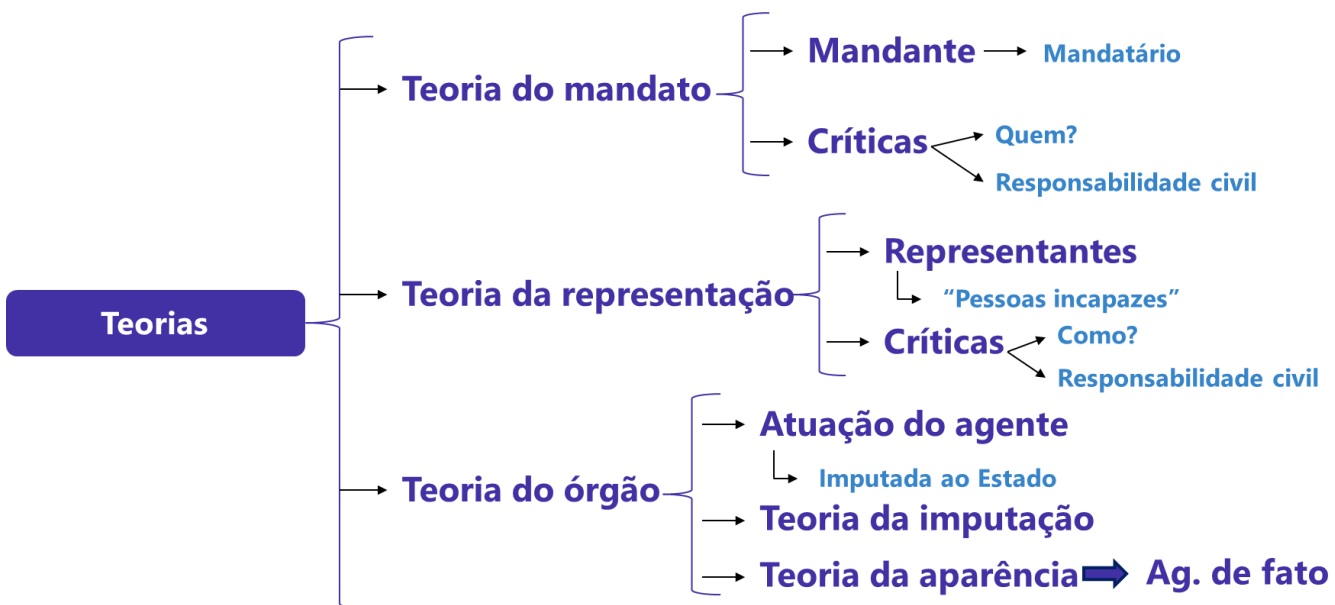 Teorias
Teoria do mandato
Mandante
Mandatário
Críticas
Quem?
Responsabilidade civil
Teoria da representação
Representantes
“Pessoas incapazes”
Críticas
Como?
Responsabilidade civil
Teoria do órgão
Atuação do agente
Imputada ao Estado
Teoria da imputação
Teoria da aparência
Ag. de fato